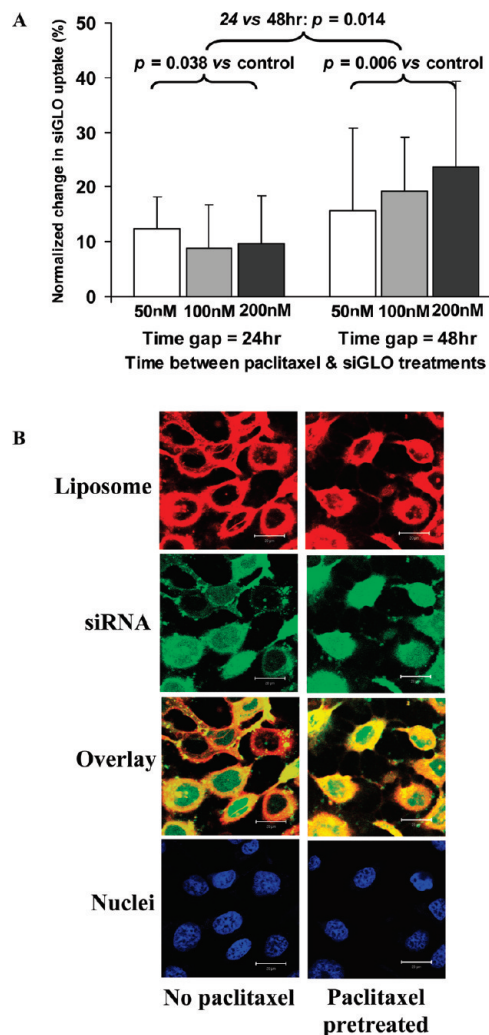 A
24 vs 48hr: p = 0.014
p = 0.038 vs control
p = 0.006 vs control
Normalized change in siGLO uptake (%)
50
40
30
20
10
0
50nM 100nM 200nM
50nM 100nM 200nM
Time gap = 24hr
Time gap = 48hr
Time between paclitaxel & siGLO treatments
B
Liposome
siRNA
Overlay
Nuclei
No paclitaxel
Paclitaxel
pretreated